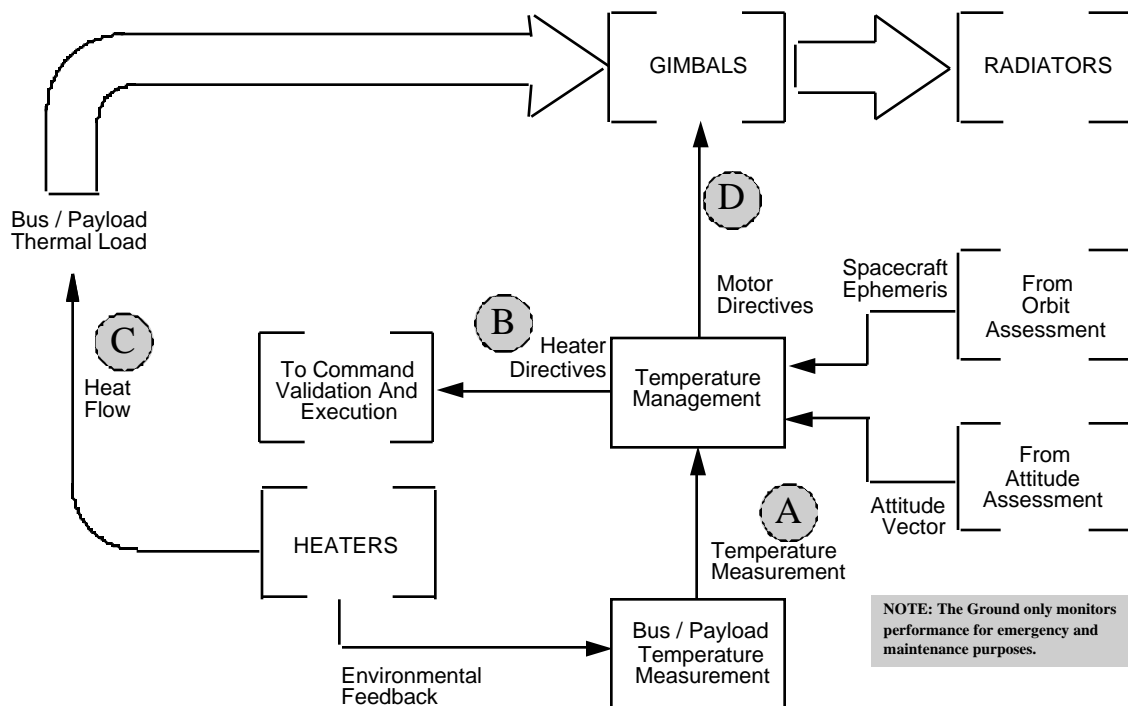 GIMBALS
RADIATORS
D
Bus / Payload
Thermal Load
Motor
Directives
Spacecraft
Ephemeris
From
Orbit
Assessment
C
Heat
Flow
B
Heater
Directives
To Command
Validation And
Execution
Temperature
Management
From
Attitude
Assessment
Attitude
Vector
A
Temperature
Measurement
HEATERS
Environmental
Feedback
Bus / Payload
Temperature
Measurement
NOTE: The Ground only monitors
performance for emergency and
maintenance purposes.